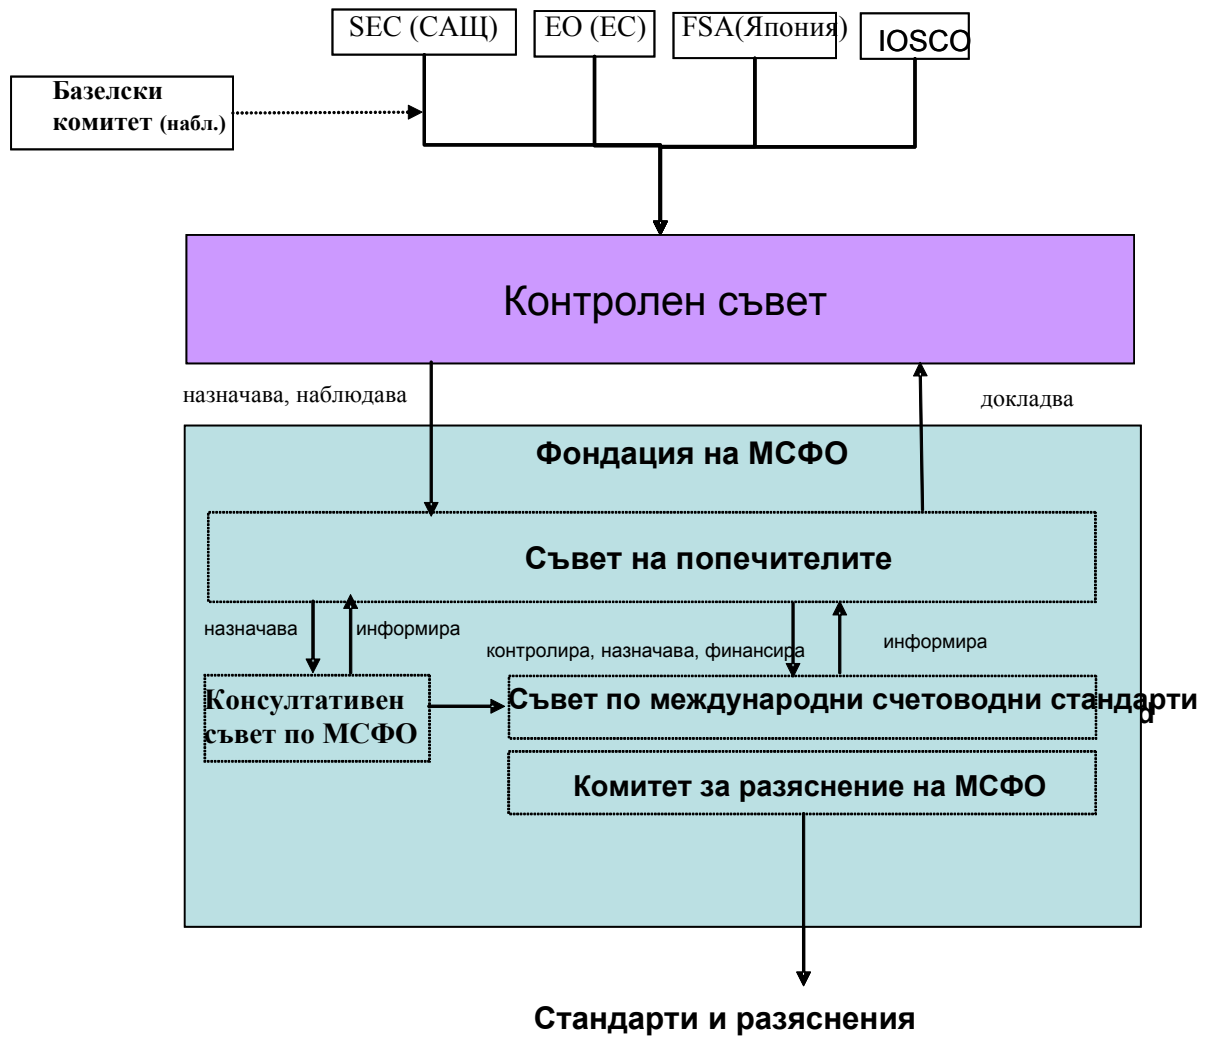 SEC (САЩ)
ЕО (ЕС)
FSA(Япония)
IOSCO
Базелски
комитет (набл.)
Контролен съвет
назначава, наблюдава
докладва
Фондация на МСФО
Съвет на попечителите
назначава
информира
контролира, назначава, финансира
информира
Консултативен
съвет по МСФО
Съвет по международни счетоводни стандарти
d
Комитет за разяснение на МСФО
Стандарти и разяснения